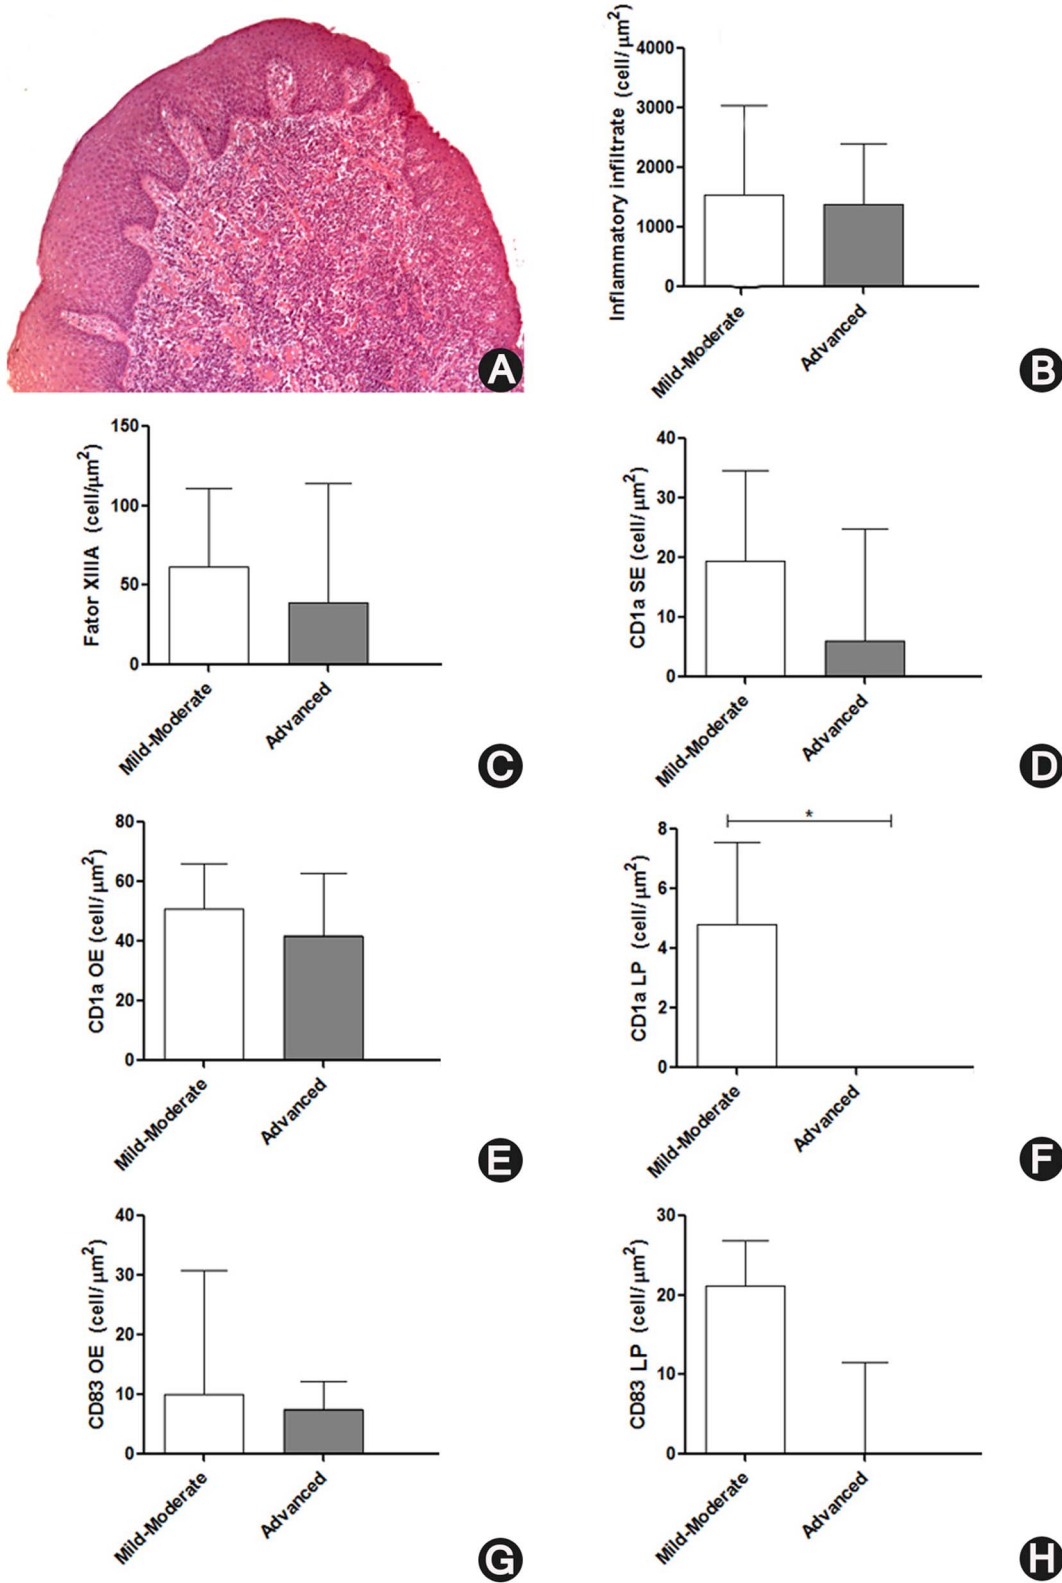 A
Inflammatory infiltrate (cell/μm²)
4000
3000
2000
1000
0
Mild-Moderate
Advanced
B
Fator XIIIA (cell/μm²)
150
100
50
0
Mild-Moderate
Advanced
C
CD1a SE (cell/μm²)
40
30
20
10
0
Mild-Moderate
Advanced
D
CD1a OE (cell/μm²)
80
60
40
20
0
Mild-Moderate
Advanced
E
*
CD1a LP (cell/μm²)
8
6
4
2
0
Mild-Moderate
Advanced
F
CD83 OE (cell/μm²)
40
30
20
10
0
Mild-Moderate
Advanced
G
CD83 LP (cell/μm²)
30
20
10
0
Mild-Moderate
Advanced
H